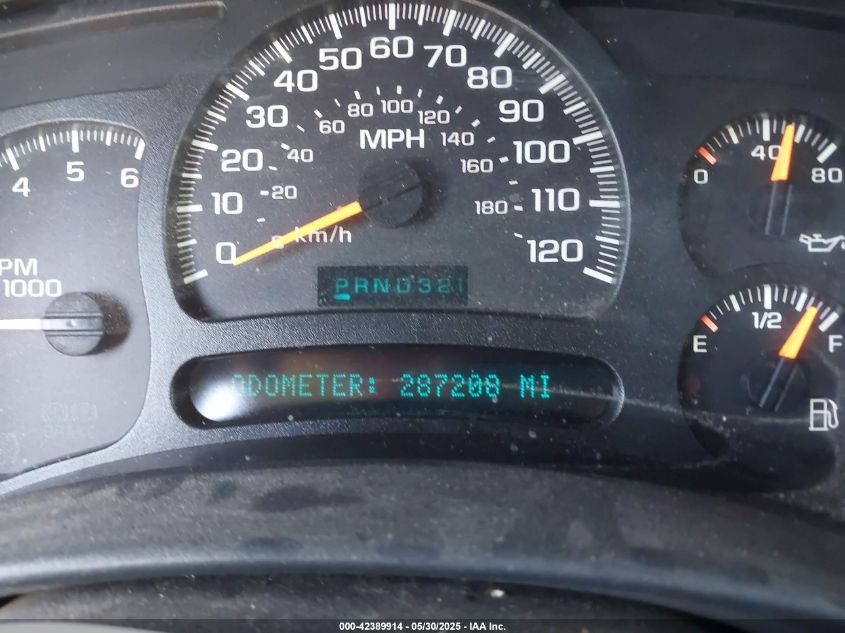 4 5 6
PM
1000
0 10 20 30 40 50 60 70 80 90 100 110 120
MPH
20 40 60 80 100 120 140 160 180
km/h
PRND321
ODOMETER: 287208 MI
0 40 80
E 1/2 F
000-42389914 - 05/30/2025 - IAA Inc.